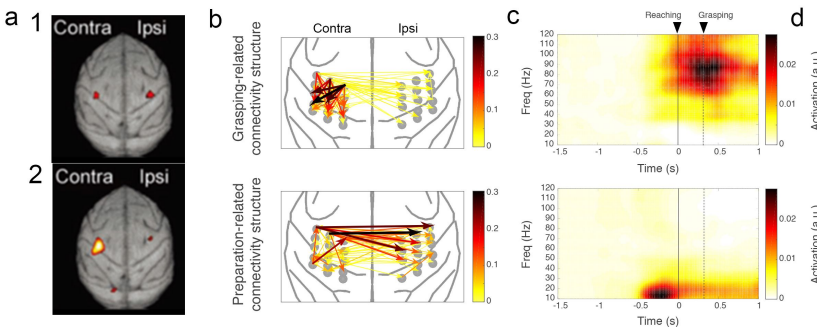 a
1
Contra Ipsi
2
Contra Ipsi
b
Contra Ipsi
Grasping-related
connectivity structure
0.3
0.2
0.1
0
Preparation-related
connectivity structure
0.3
0.2
0.1
0
c
Reaching Grasping
Freq (Hz)
120
110
100
90
80
70
60
50
40
30
20
10
-1.5 -1 -0.5 0 0.5 1
Time (s)
0.02
0.01
0
Activation (a.u.)
Freq (Hz)
120
110
100
90
80
70
60
50
40
30
20
10
-1.5 -1 -0.5 0 0.5 1
Time (s)
0.02
0.01
0
Activation (a.u.)
d